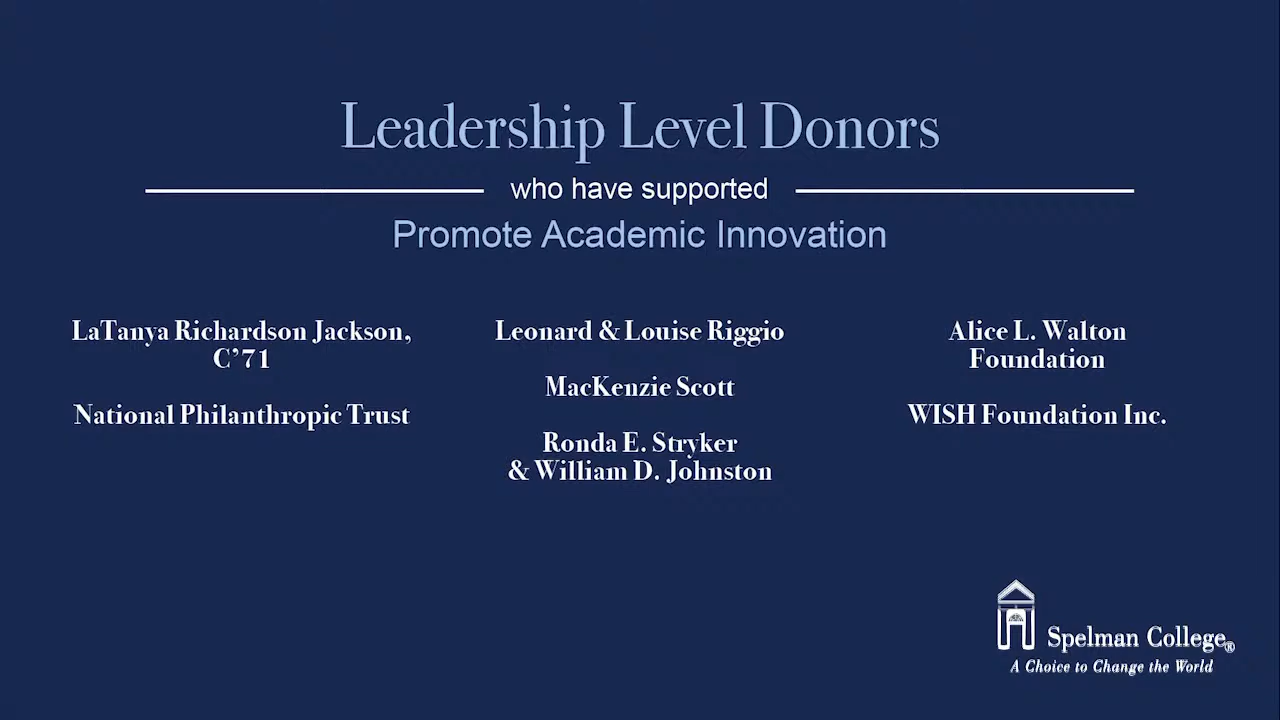 Leadership Level Donors
who have supported
Promote Academic Innovation
LaTanya Richardson Jackson,
C’71
National Philanthropic Trust
Leonard & Louise Riggio
MacKenzie Scott
Ronda E. Stryker
& William D. Johnston
Alice L. Walton
Foundation
WISH Foundation Inc.
Spelman College®
A Choice to Change the World